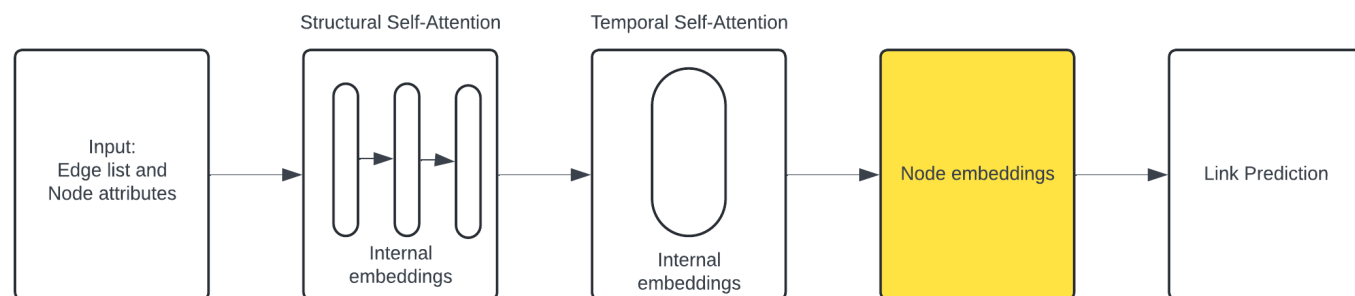 Structural Self-Attention
Temporal Self-Attention
Input:
Edge list and
Node attributes
Internal
embeddings
Internal
embeddings
Node embeddings
Link Prediction